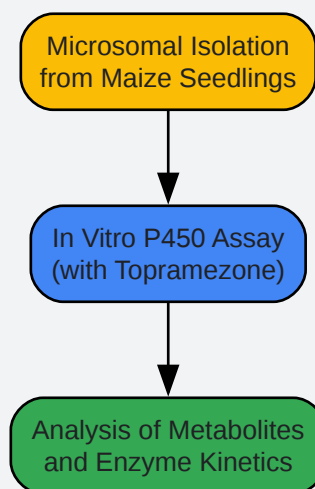 Microsomal Isolation
from Maize Seedlings
In Vitro P450 Assay
(with Topramezone)
Analysis of Metabolites
and Enzyme Kinetics